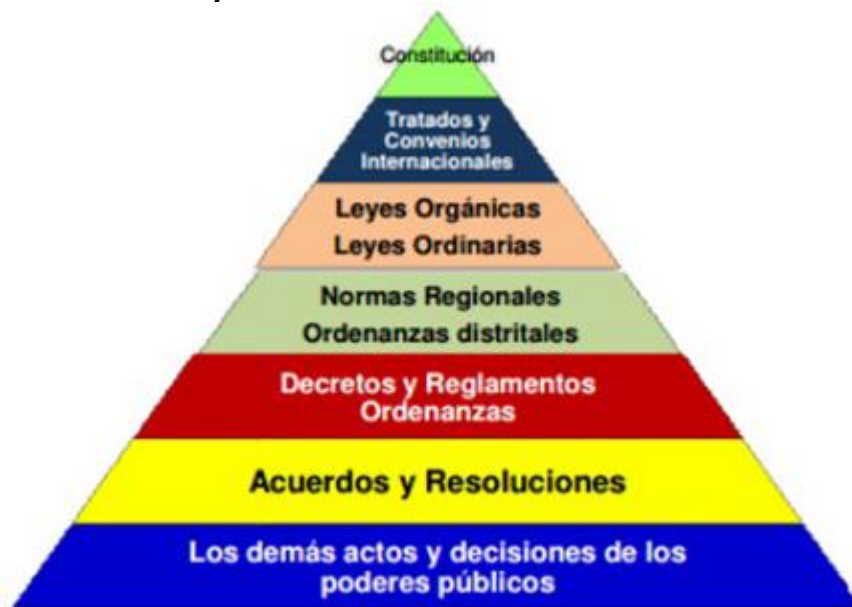 Constitución
Tratados y
Convenios
Internacionales
Leyes Orgánicas
Leyes Ordinarias
Normas Regionales
Ordenanzas distritales
Decretos y Reglamentos
Ordenanzas
Acuerdos y Resoluciones
Los demás actos y decisiones de los
poderes públicos